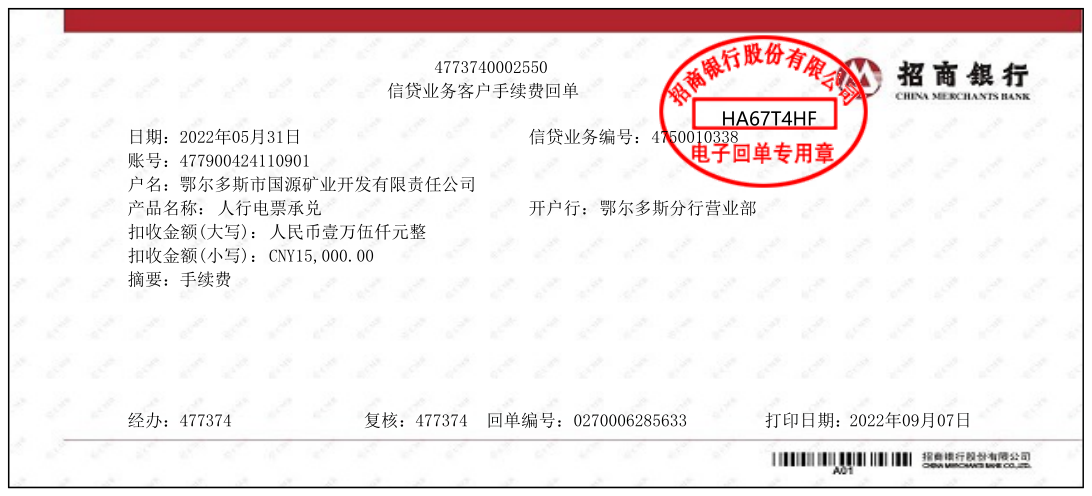 4773740002550
信贷业务客户手续费回单
招商银行股份有限公司
HA67T4HF
电子回单专用章
招商银行
CHINA MERCHANTS BANK
日期：2022年05月31日 信贷业务编号：4750010338
账号：477900424110901
户名：鄂尔多斯市国源矿业开发有限责任公司
产品名称：人行电票承兑 开户行：鄂尔多斯分行营业部
扣收金额(大写)：人民币壹万伍仟元整
扣收金额(小写)：CNY15,000.00
摘要：手续费
经办：477374 复核：477374 回单编号：0270006285633 打印日期：2022年09月07日
A01
招商银行股份有限公司
CHINA MERCHANTS BANK CO.,LTD.